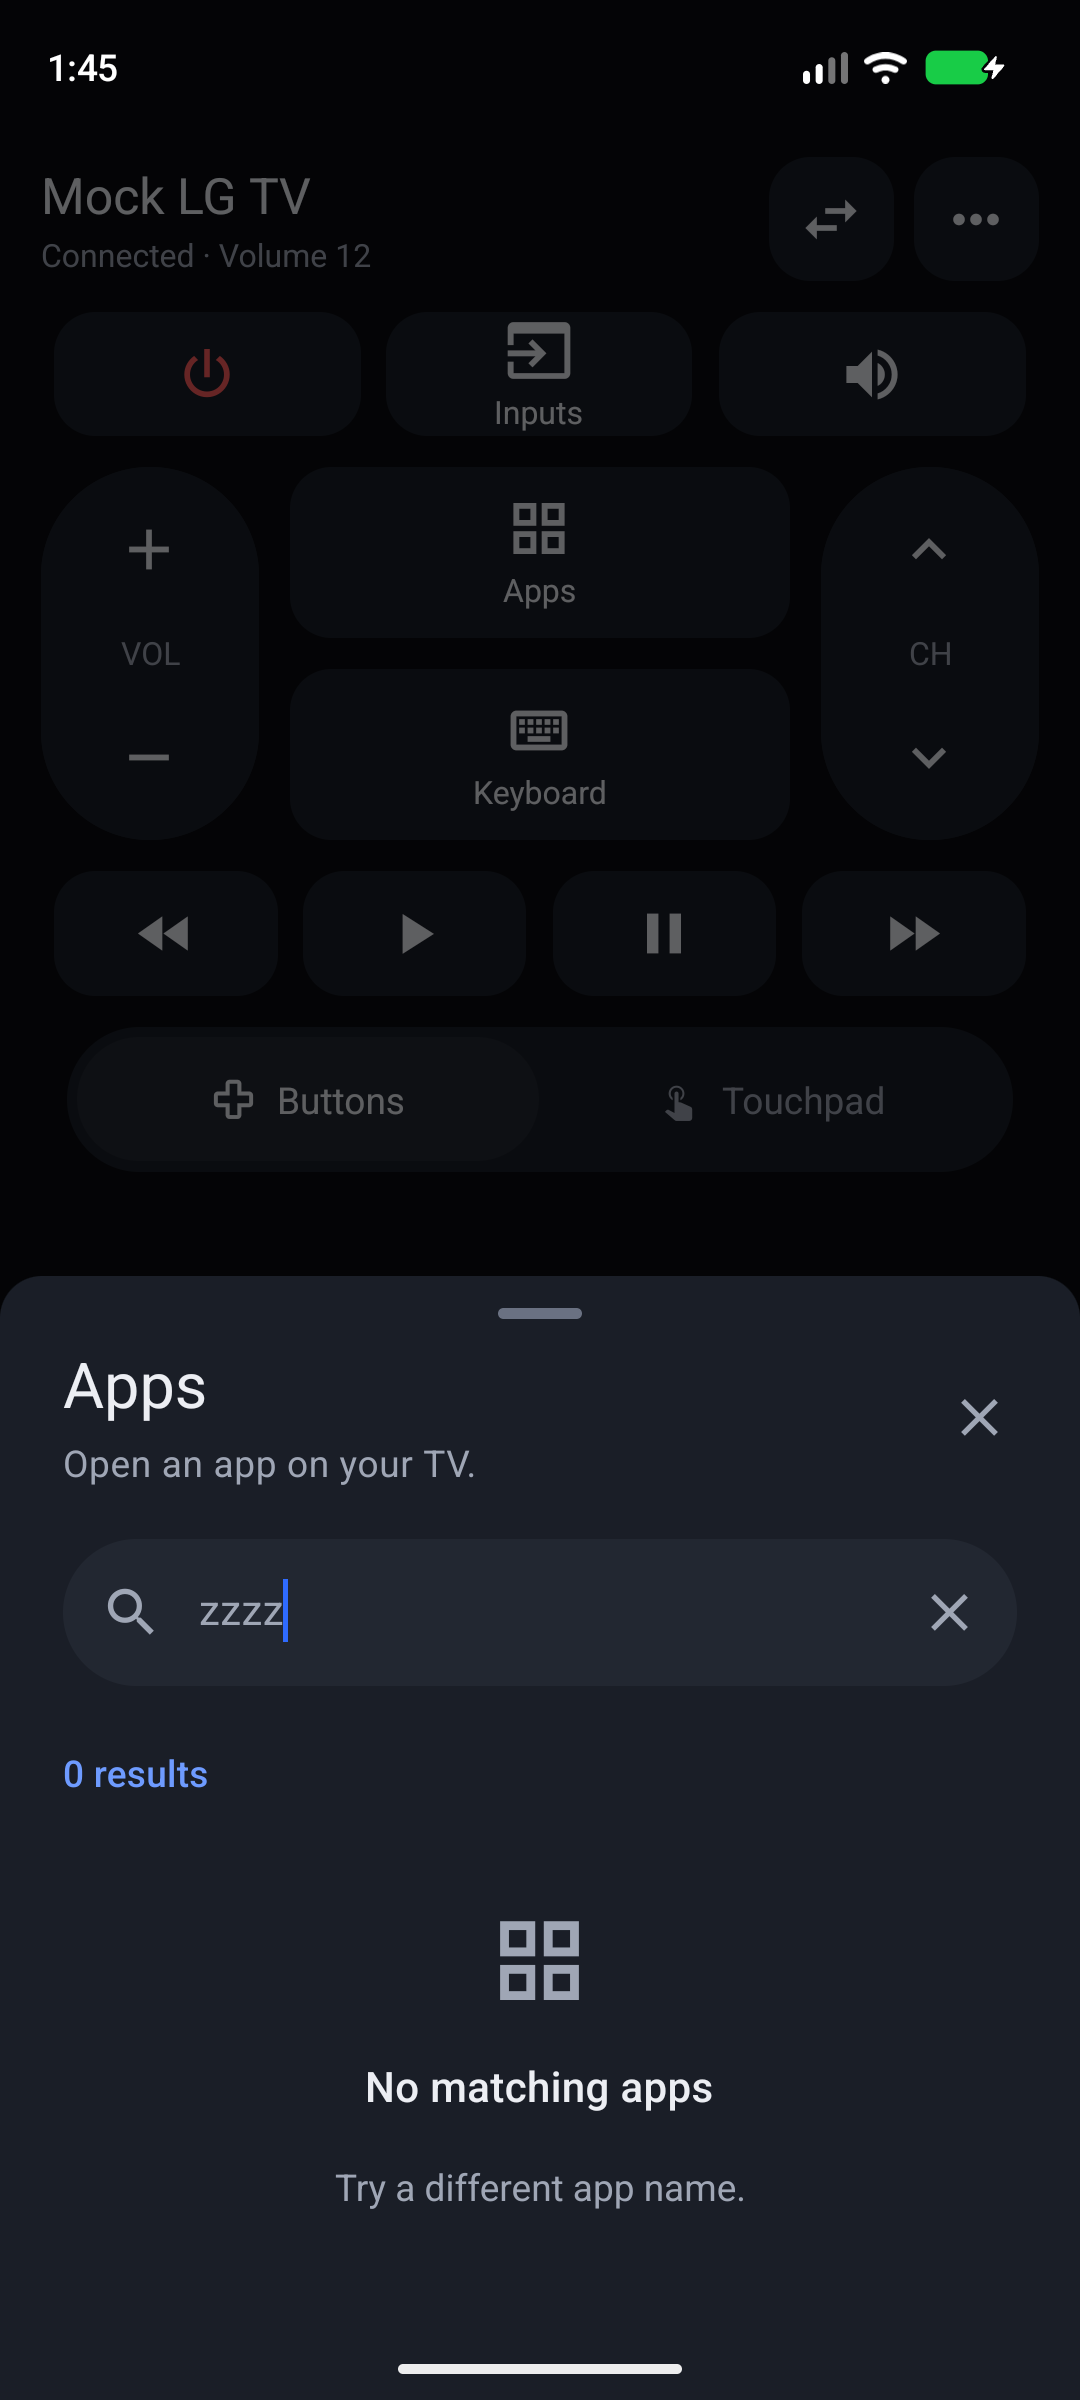 1:45
Mock LG TV
Connected · Volume 12
Inputs
Apps
VOL
CH
Keyboard
Buttons
Touchpad
Apps
Open an app on your TV.
zzzz
0 results
No matching apps
Try a different app name.